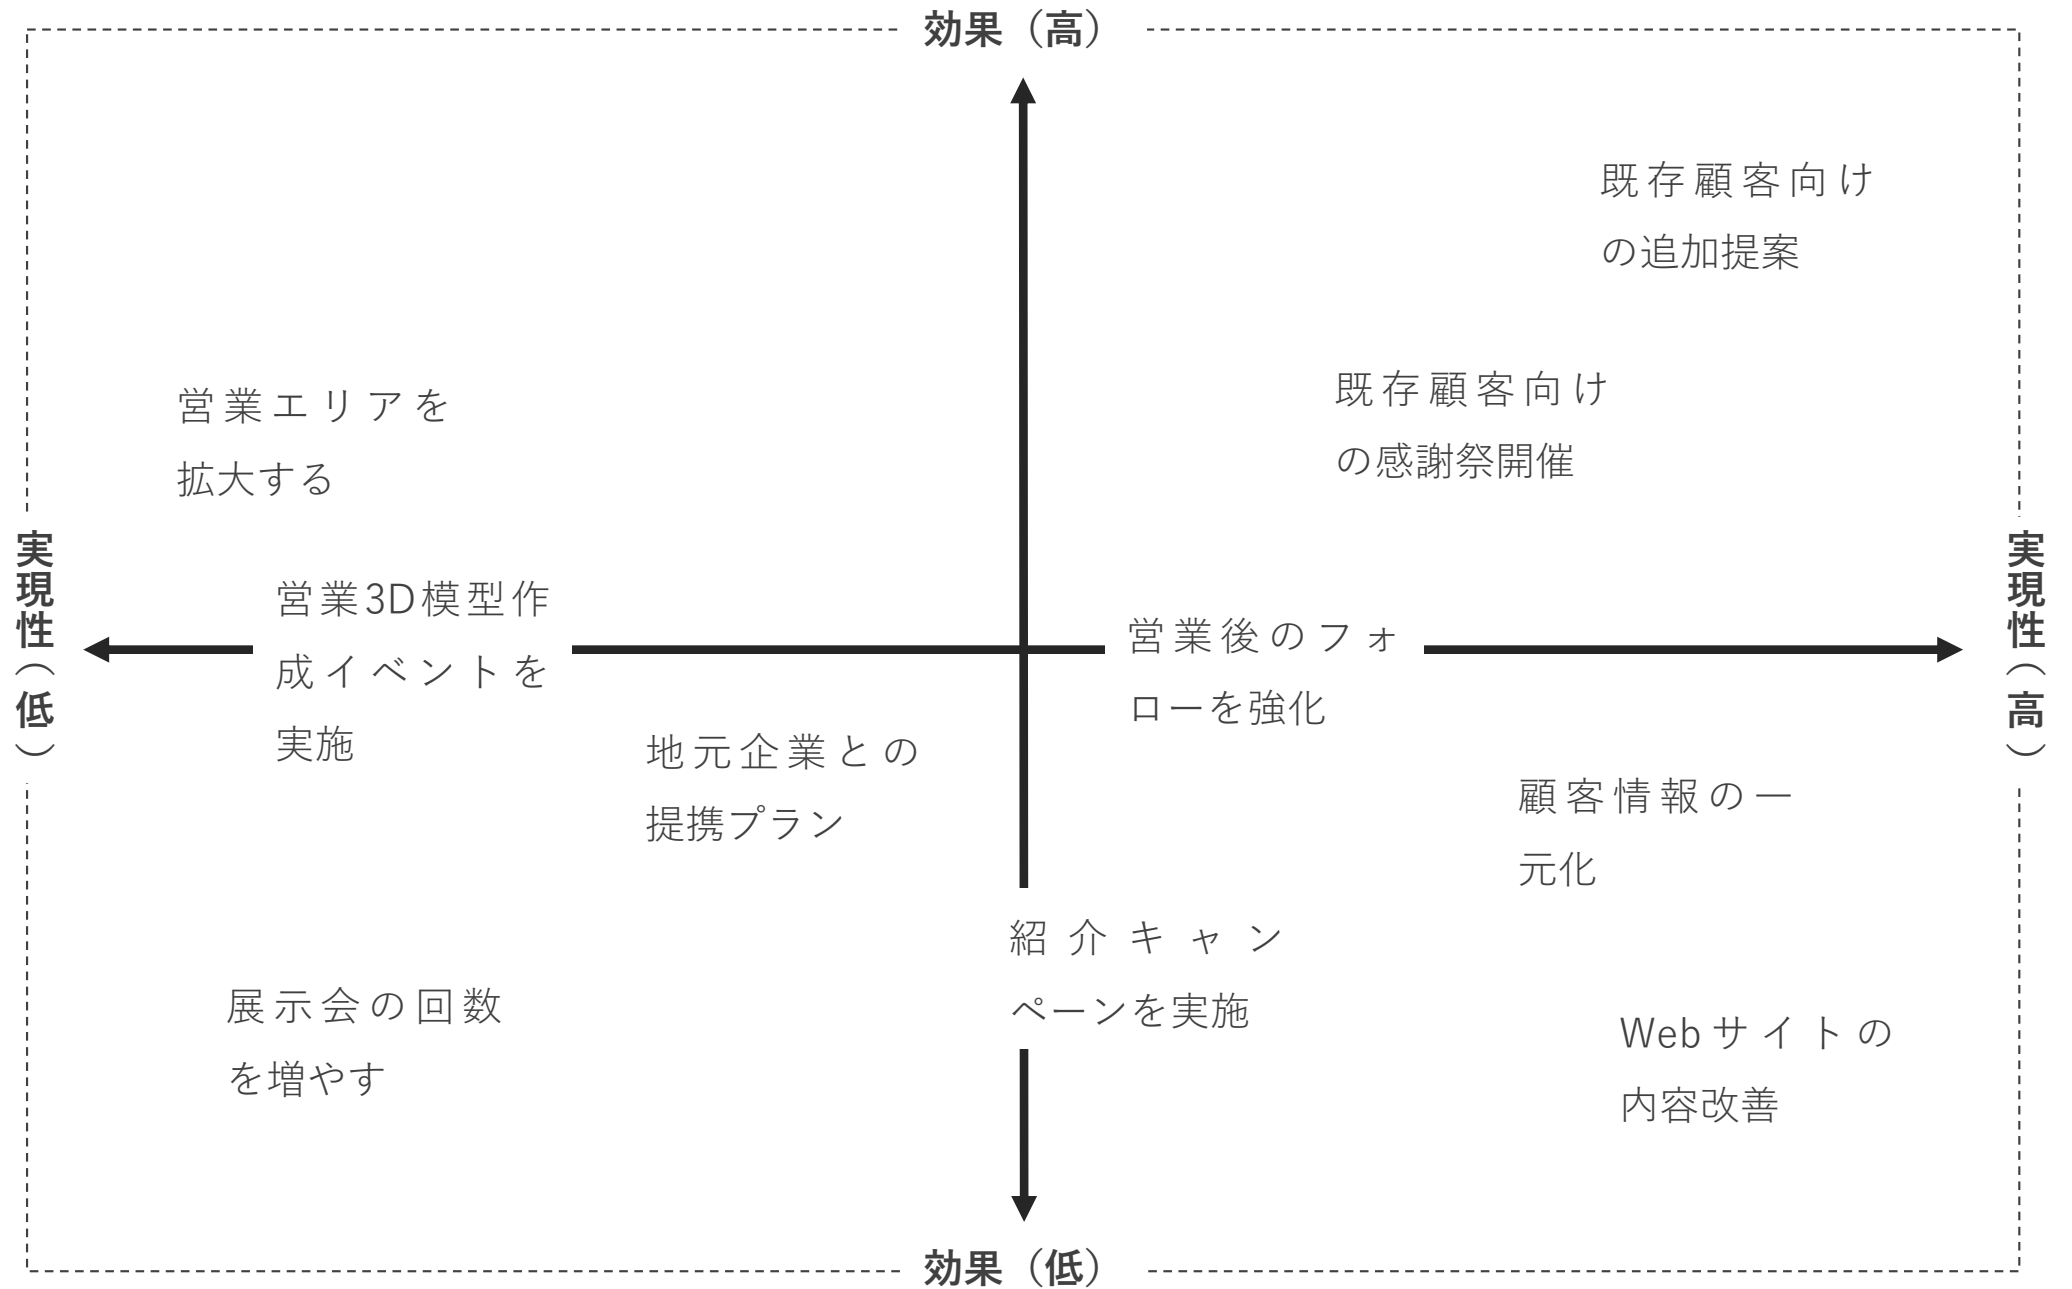 効果（高）
既存顧客向け
の追加提案
既存顧客向け
の感謝祭開催
営業エリアを
拡大する
実現性（低）
営業3D模型作
成イベントを
実施
営業後のフォ
ローを強化
実現性（高）
地元企業との
提携プラン
顧客情報の一
元化
紹介キャン
ペーンを実施
展示会の回数
を増やす
Webサイトの
内容改善
効果（低）